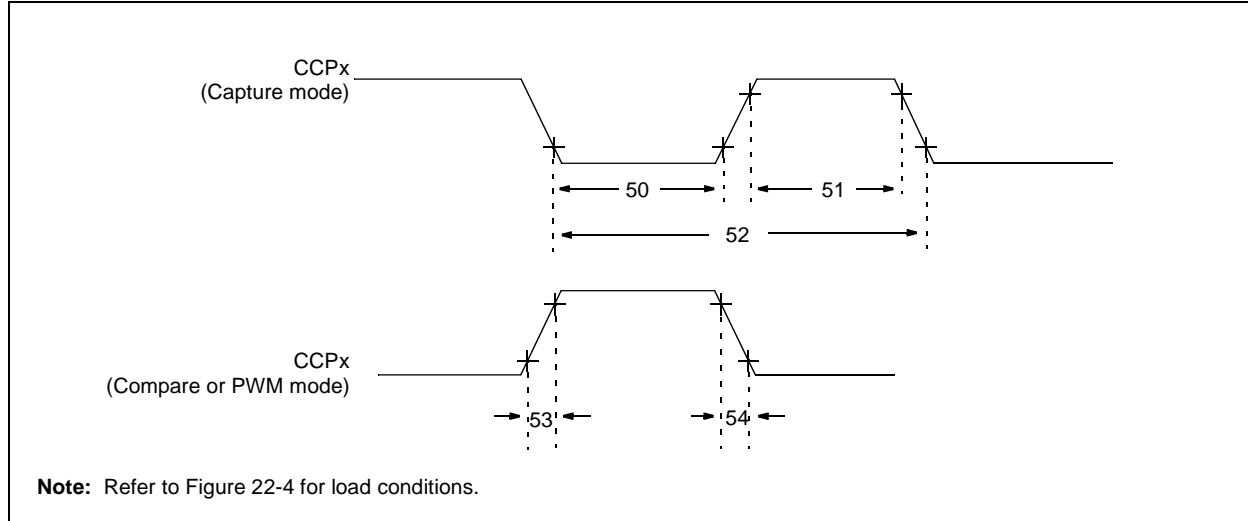 CCPx
(Capture mode)
50
51
52
CCPx
(Compare or PWM mode)
53
54
Note: Refer to Figure 22-4 for load conditions.